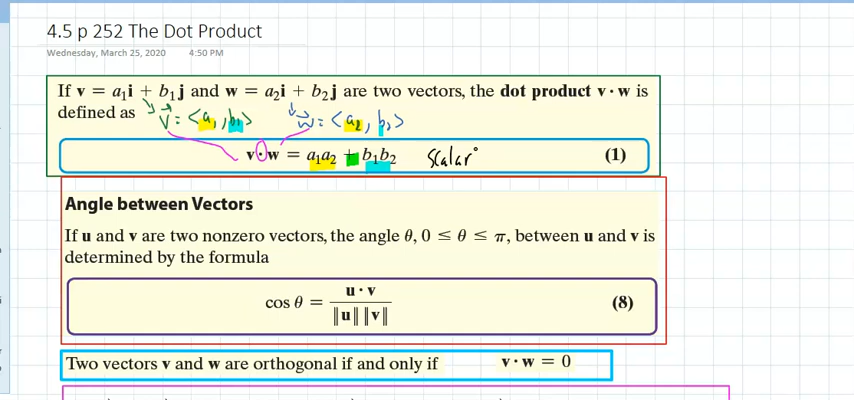 4.5 p 252 The Dot Product
Wednesday, March 25, 2020 4:50 PM
If v = a₁i + b₁j and w = a₂i + b₂j are two vectors, the dot product v · w is
defined as v⃗ = <a₁, b₁> w⃗ = <a₂, b₂>
v · w = a₁a₂ + b₁b₂ scalar (1)
Angle between Vectors
If u and v are two nonzero vectors, the angle θ, 0 ≤ θ ≤ π, between u and v is
determined by the formula
cos θ = u · v / ‖u‖ ‖v‖ (8)
Two vectors v and w are orthogonal if and only if v · w = 0